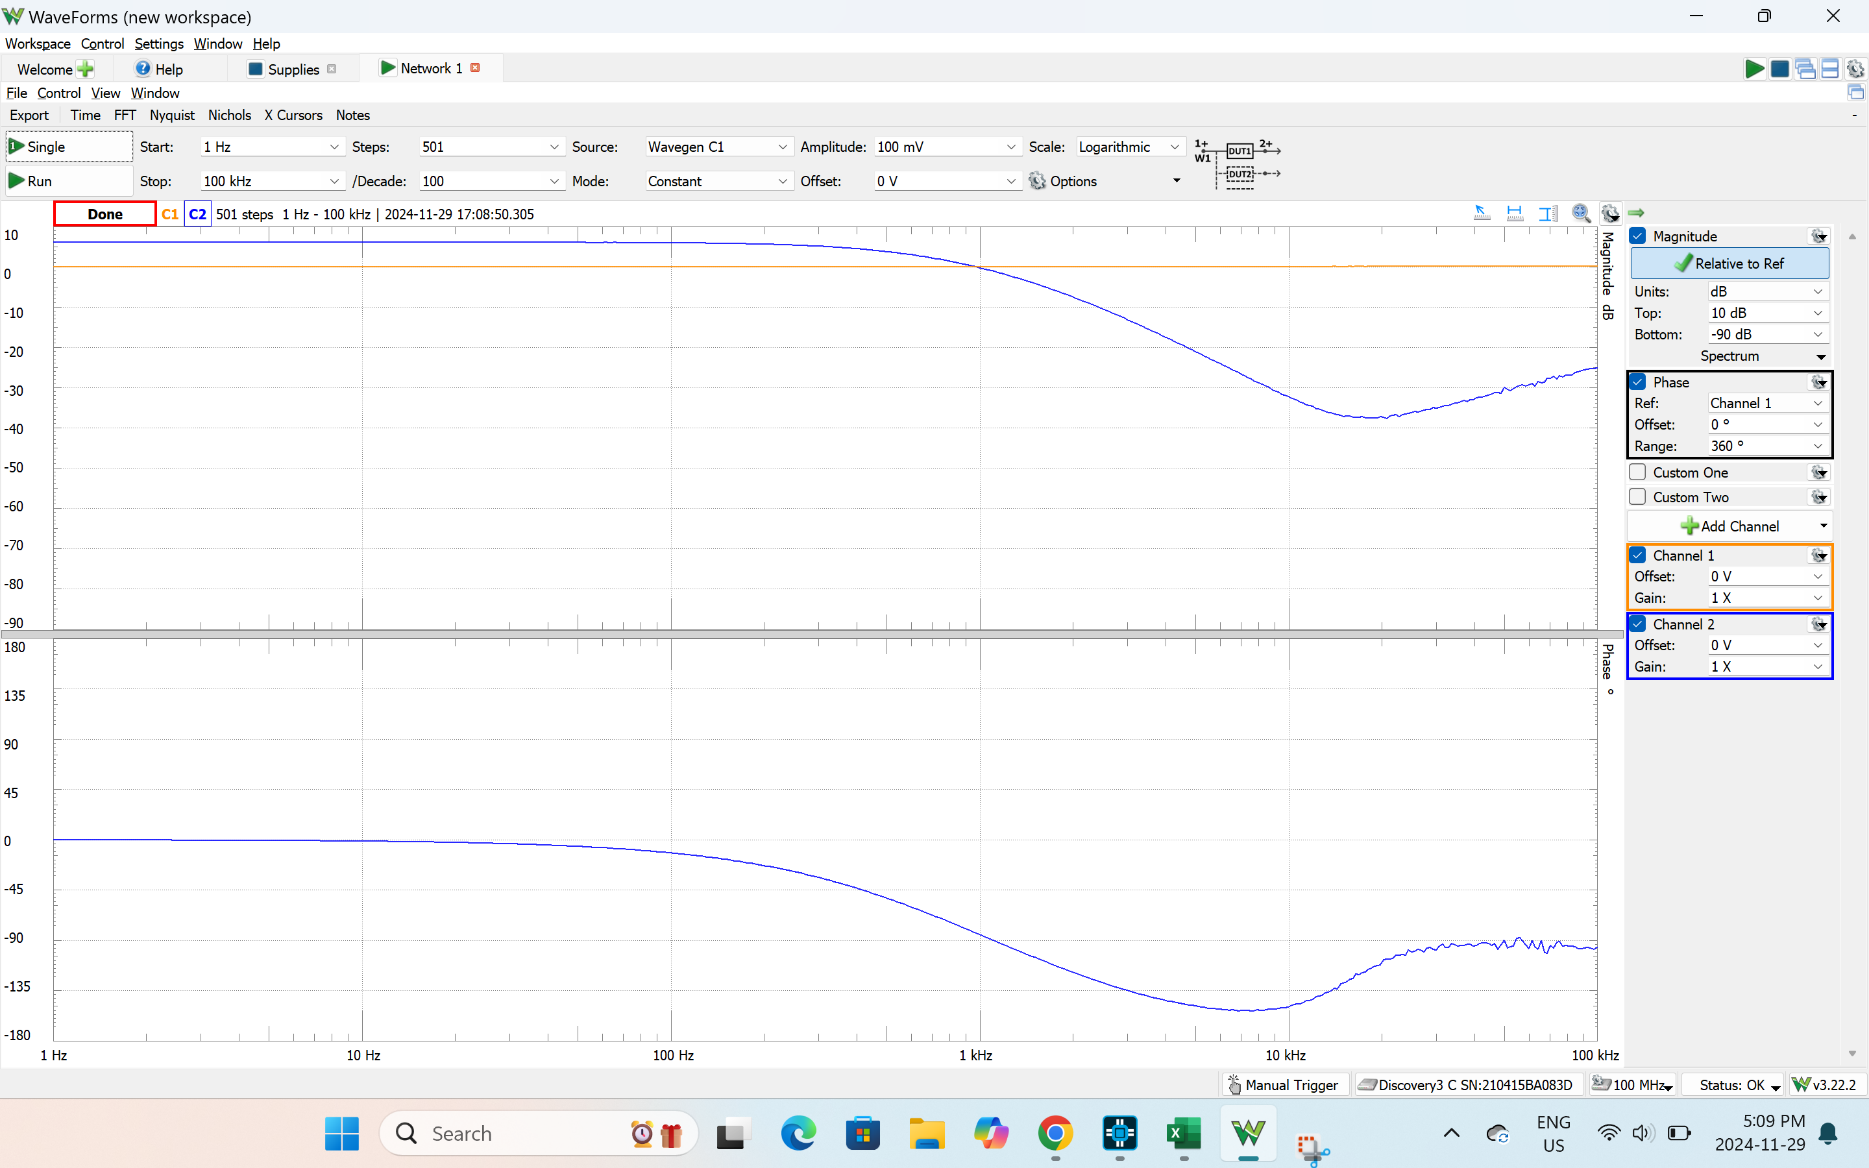 WaveForms (new workspace)
Workspace Control Settings Window Help
Welcome Help Supplies Network 1
File Control View Window
Export Time FFT Nyquist Nichols X Cursors Notes
Single Start: 1 Hz Steps: 501 Source: Wavegen C1 Amplitude: 100 mV Scale: Logarithmic 1+ W1 DUT1 2+
Run Stop: 100 kHz /Decade: 100 Mode: Constant Offset: 0 V Options DUT2
Done C1 C2 501 steps 1 Hz - 100 kHz | 2024-11-29 17:08:50.305
10
0
-10
-20
-30
-40
-50
-60
-70
-80
-90
Magnitude dB
180
135
90
45
0
-45
-90
-135
-180
Phase °
1 Hz 10 Hz 100 Hz 1 kHz 10 kHz 100 kHz
Magnitude
Relative to Ref
Units: dB
Top: 10 dB
Bottom: -90 dB
Spectrum
Phase
Ref: Channel 1
Offset: 0 °
Range: 360 °
Custom One
Custom Two
Add Channel
Channel 1
Offset: 0 V
Gain: 1 X
Channel 2
Offset: 0 V
Gain: 1 X
Manual Trigger Discovery3 C SN:210415BA083D 100 MHz Status: OK v3.22.2
Search
ENG
US
5:09 PM
2024-11-29